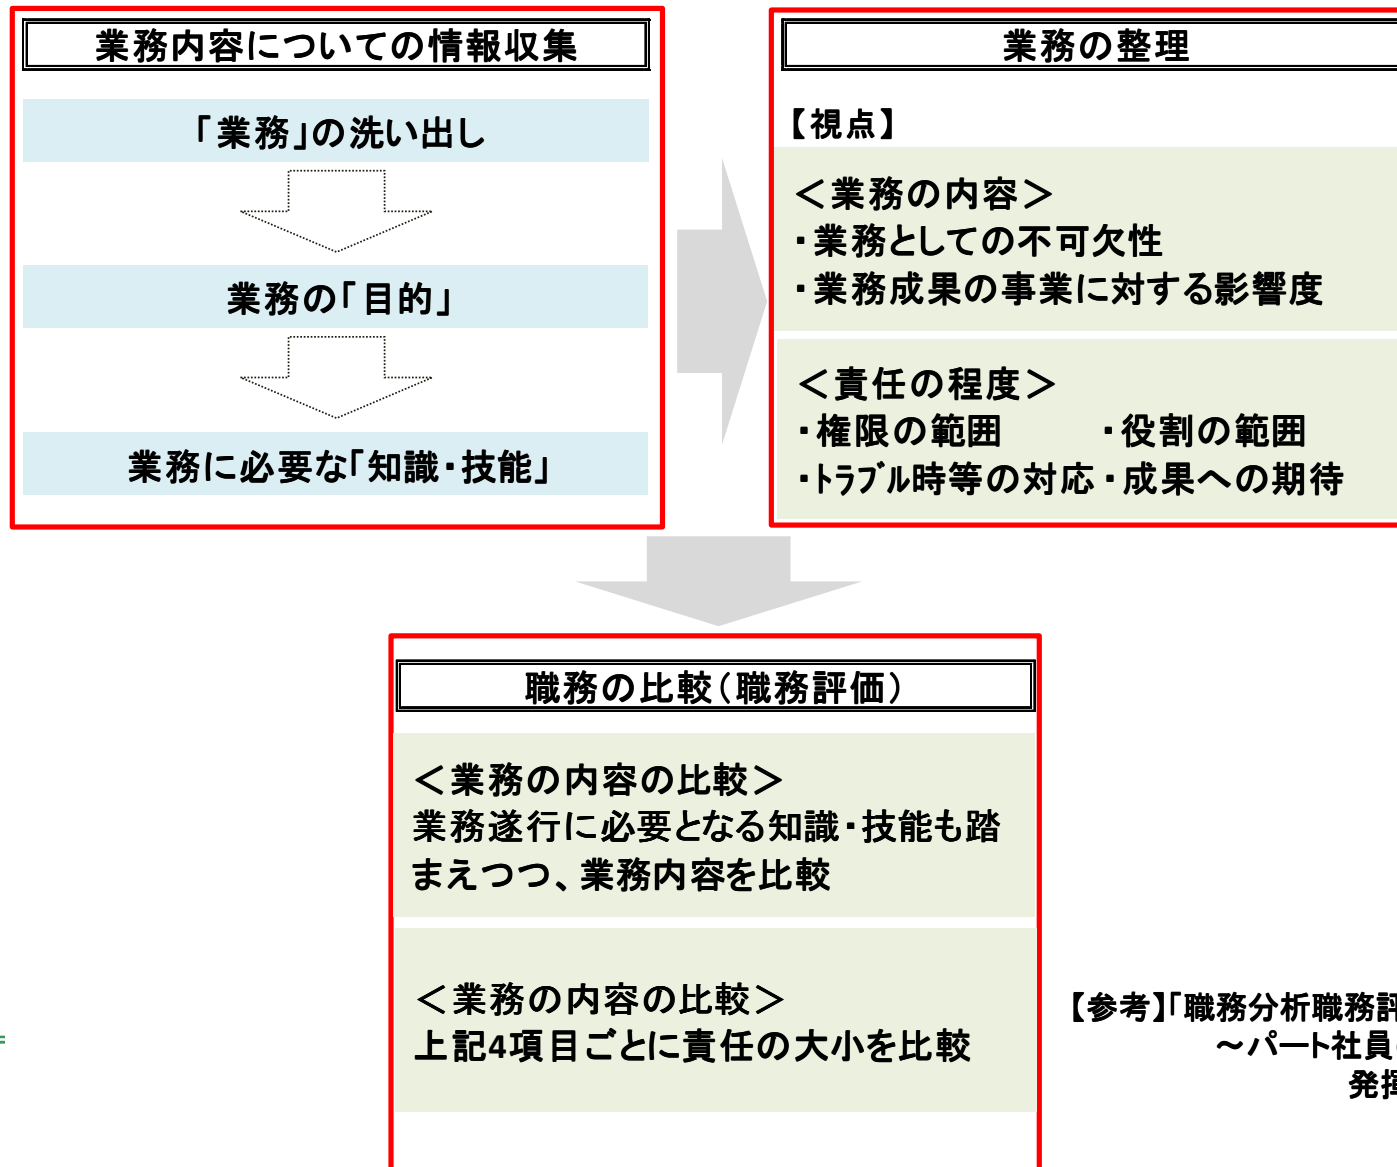 業務内容についての情報収集
「業務」の洗い出し
業務の「目的」
業務に必要な「知識・技能」
業務の整理
【視点】
＜業務の内容＞
・業務としての不可欠性
・業務成果の事業に対する影響度
＜責任の程度＞
・権限の範囲　　・役割の範囲
・トラブル時等の対応・成果への期待
職務の比較（職務評価）
＜業務の内容の比較＞
業務遂行に必要となる知識・技能も踏
まえつつ、業務内容を比較
＜業務の内容の比較＞
上記4項目ごとに責任の大小を比較
【参考】「職務分析職務評
～パート社員
発揮